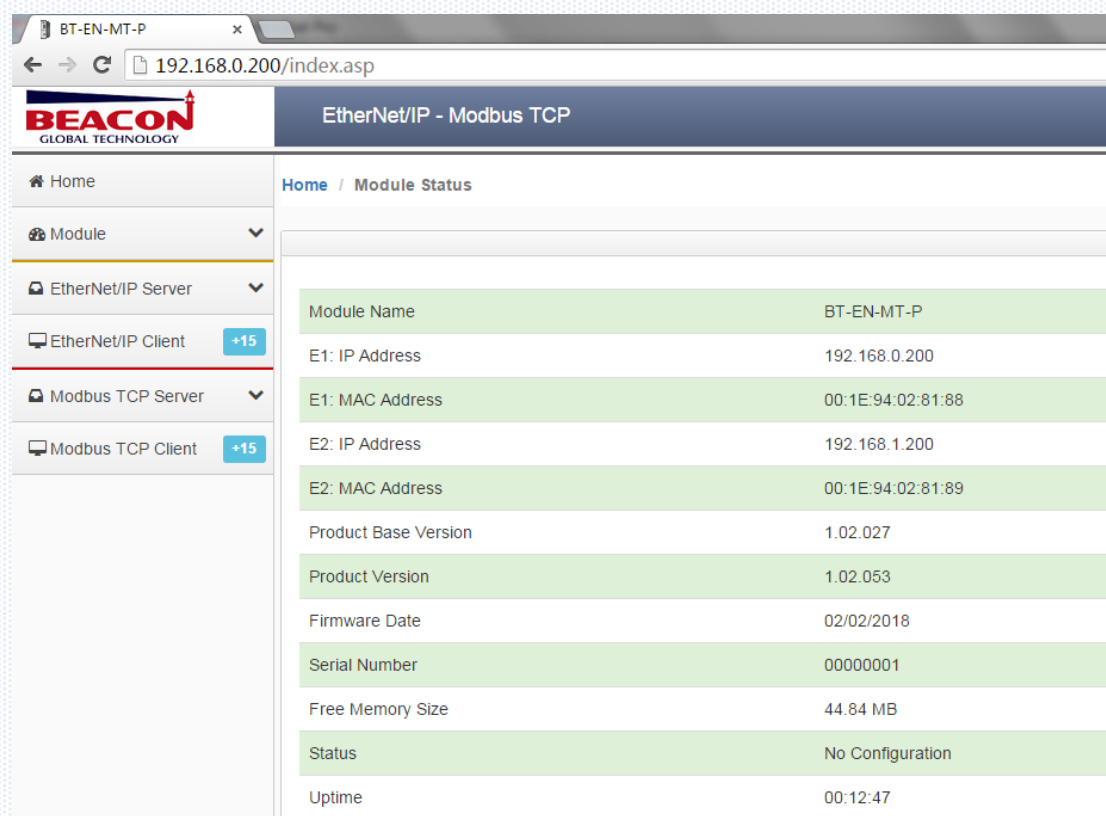 BT-EN-MT-P
192.168.0.200/index.asp
BEACON
GLOBAL TECHNOLOGY
EtherNet/IP - Modbus TCP
Home
Module
EtherNet/IP Server
EtherNet/IP Client +15
Modbus TCP Server
Modbus TCP Client +15
Home / Module Status
Module Name BT-EN-MT-P
E1: IP Address 192.168.0.200
E1: MAC Address 00:1E:94:02:81:88
E2: IP Address 192.168.1.200
E2: MAC Address 00:1E:94:02:81:89
Product Base Version 1.02.027
Product Version 1.02.053
Firmware Date 02/02/2018
Serial Number 00000001
Free Memory Size 44.84 MB
Status No Configuration
Uptime 00:12:47